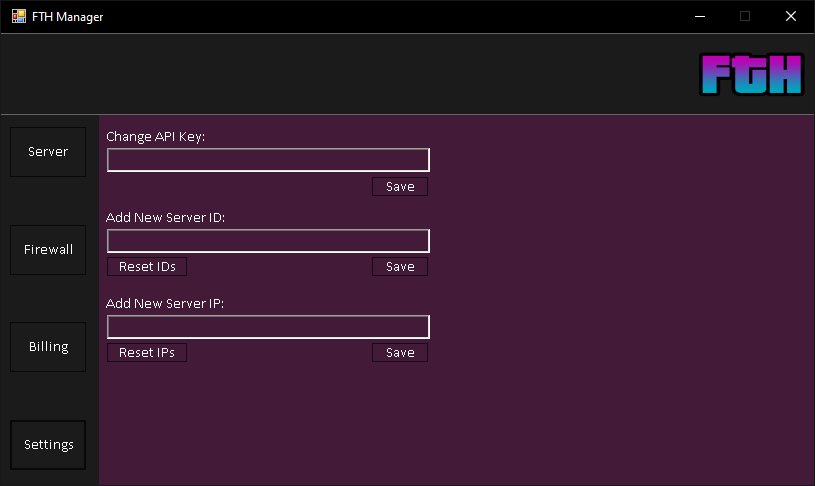 FTH Manager
FTH
Server
Firewall
Billing
Settings
Change API Key:
Save
Add New Server ID:
Reset IDs Save
Add New Server IP:
Reset IPs Save